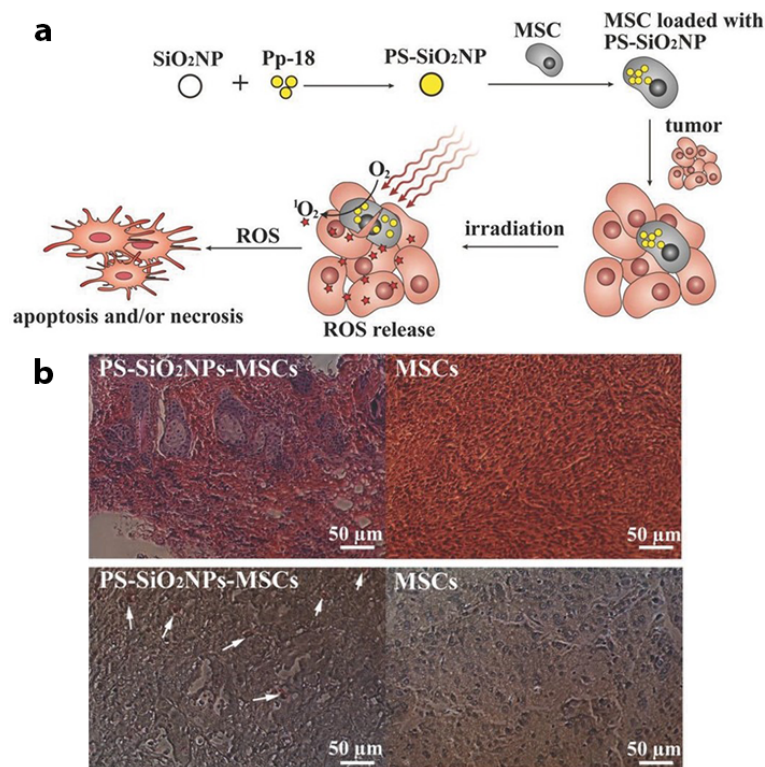 a
SiO2NP + Pp-18 PS-SiO2NP MSC MSC loaded with
PS-SiO2NP
tumor
O2
¹O2
irradiation
ROS
ROS release
apoptosis and/or necrosis
b
PS-SiO2NPs-MSCs MSCs
50 µm 50 µm
PS-SiO2NPs-MSCs MSCs
50 µm 50 µm